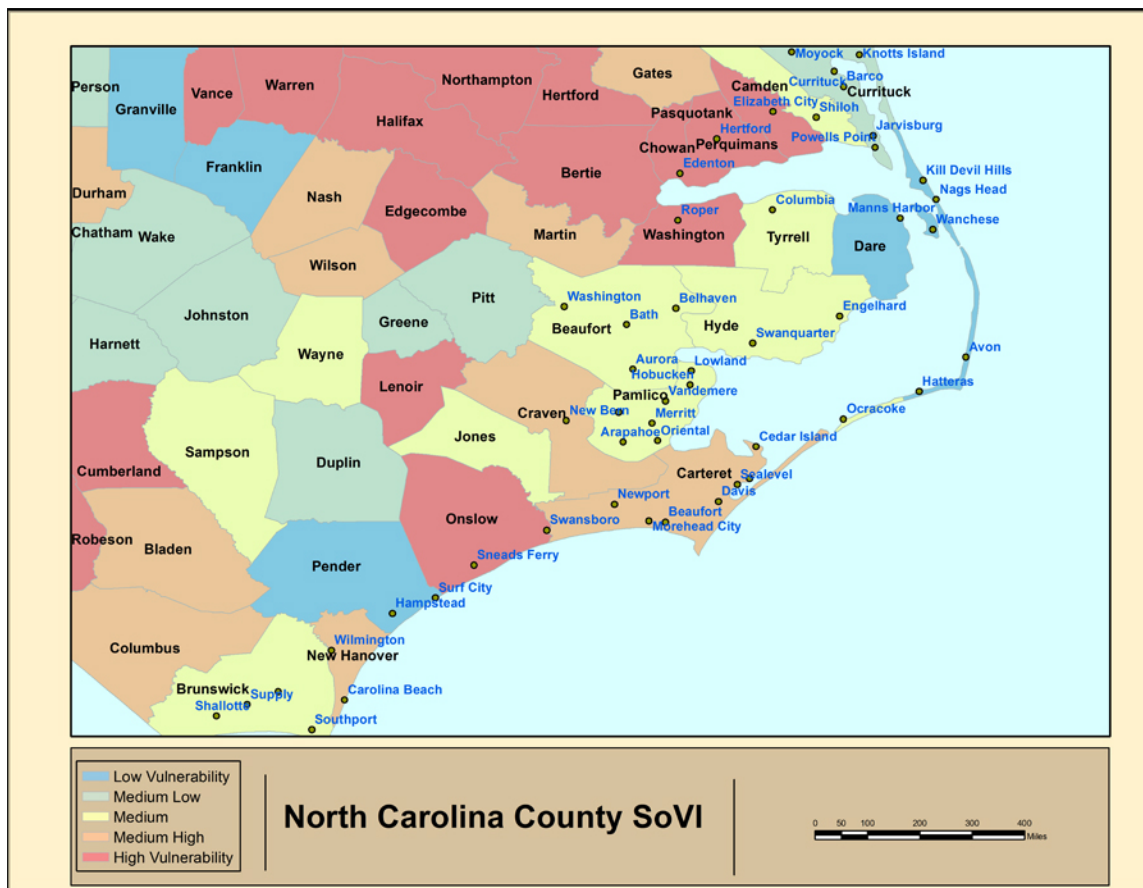 Moyock
Knotts Island
Gates
Northampton
Person
Warren
Vance
Hertford
Camden
Currituck
Barco
Currituck
Granville
Elizabeth City
Pasquotank
Shiloh
Halifax
Hertford
Jarvisburg
Powells Point
Chowan
Perquimans
Franklin
Bertie
Edenton
Kill Devil Hills
Durham
Nash
Nags Head
Edgecombe
Columbia
Manns Harbor
Roper
Chatham
Wake
Martin
Washington
Tyrrell
Wanchese
Dare
Wilson
Pitt
Washington
Belhaven
Johnston
Greene
Beaufort
Bath
Hyde
Engelhard
Harnett
Wayne
Swanquarter
Aurora
Lowland
Avon
Hobucken
Lenoir
Vandemere
Hatteras
Pamlico
Craven
New Bern
Merritt
Ocracoke
Jones
Arapahoe
Oriental
Sampson
Cedar Island
Duplin
Cumberland
Carteret
Sealevel
Davis
Newport
Onslow
Swansboro
Beaufort
Morehead City
Robeson
Bladen
Sneads Ferry
Pender
Surf City
Hampstead
Columbus
Wilmington
New Hanover
Brunswick
Supply
Carolina Beach
Shallotte
Southport
Low Vulnerability
Medium Low
Medium
Medium High
High Vulnerability
North Carolina County SoVI
0 50 100 200 300 400
Miles